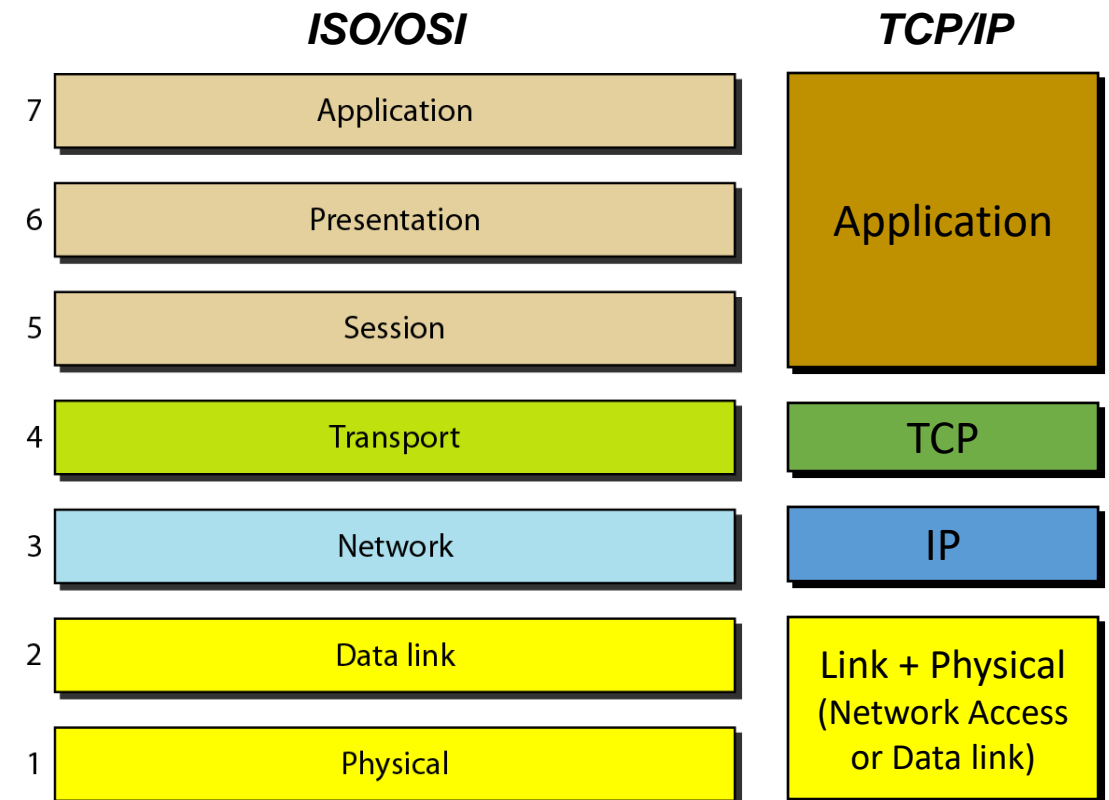 ISO/OSI
TCP/IP
7
Application
6
Presentation
Application
5
Session
4
Transport
TCP
3
Network
IP
2
Data link
Link + Physical
(Network Access
or Data link)
1
Physical